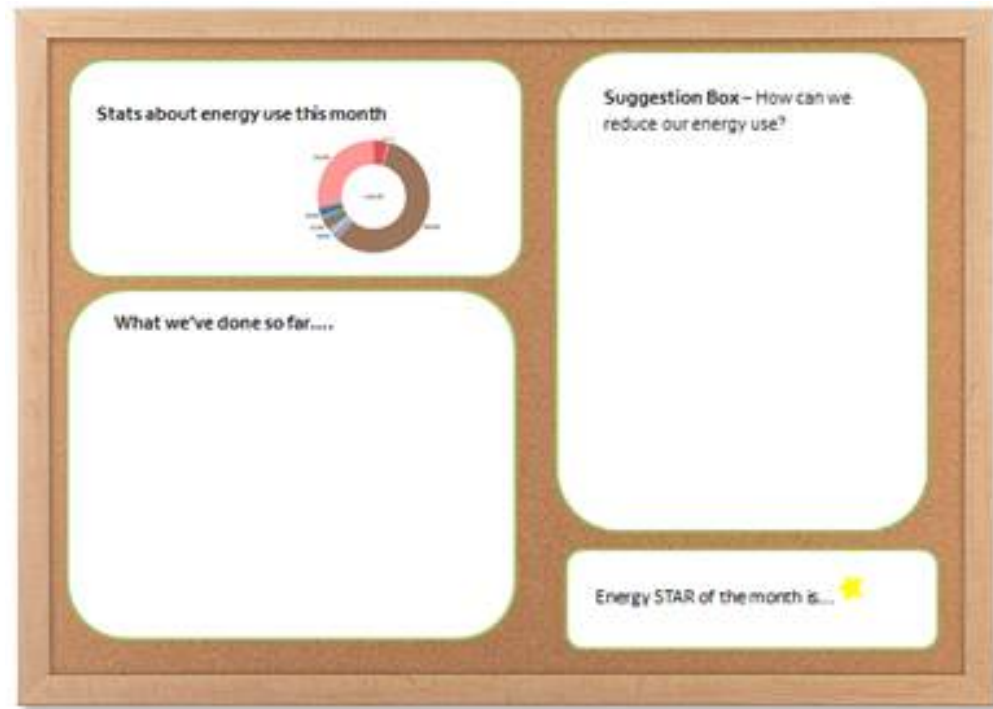 Stats about energy use this month
Suggestion Box – How can we
reduce our energy use?
What we've done so far....
Energy STAR of the month is...